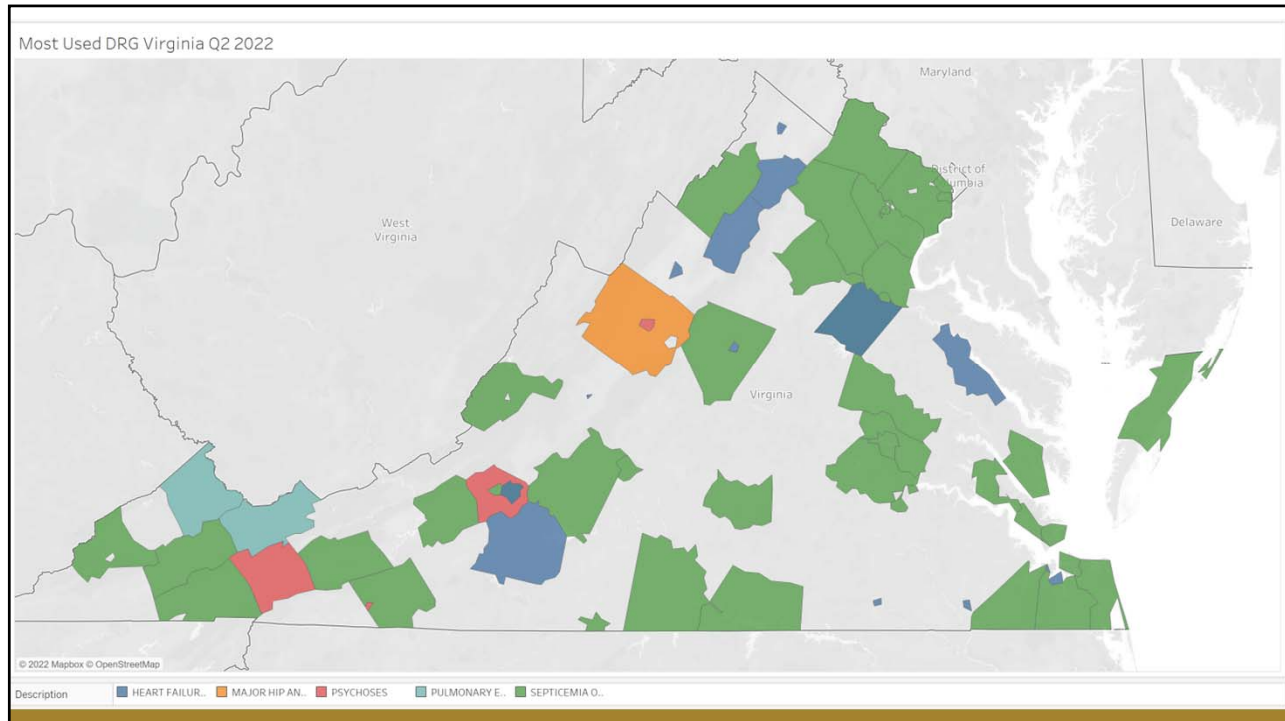 Most Used DRG Virginia Q2 2022
Maryland
District of
Columbia
West
Virginia
Delaware
Virginia
© 2022 Mapbox © OpenStreetMap
Description HEART FAILUR.. MAJOR HIP AN.. PSYCHOSES PULMONARY E.. SEPTICEMIA O..